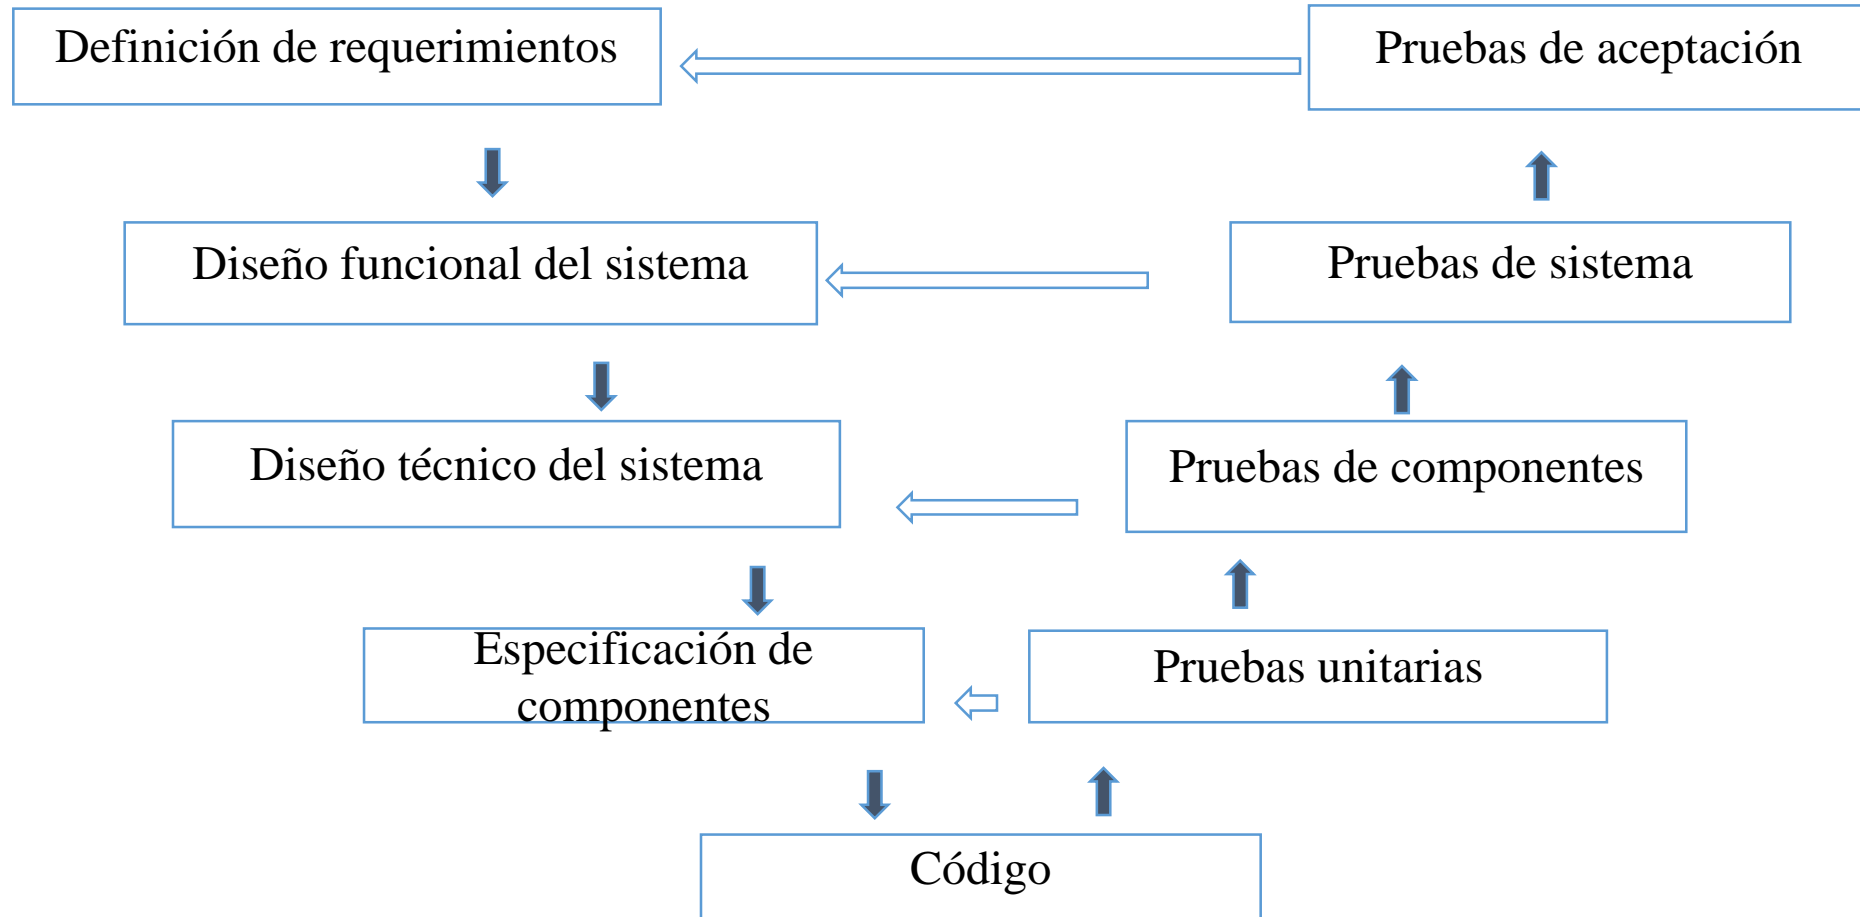 Definición de requerimientos
Pruebas de aceptación
Diseño funcional del sistema
Pruebas de sistema
Diseño técnico del sistema
Pruebas de componentes
Especificación de
componentes
Pruebas unitarias
Código